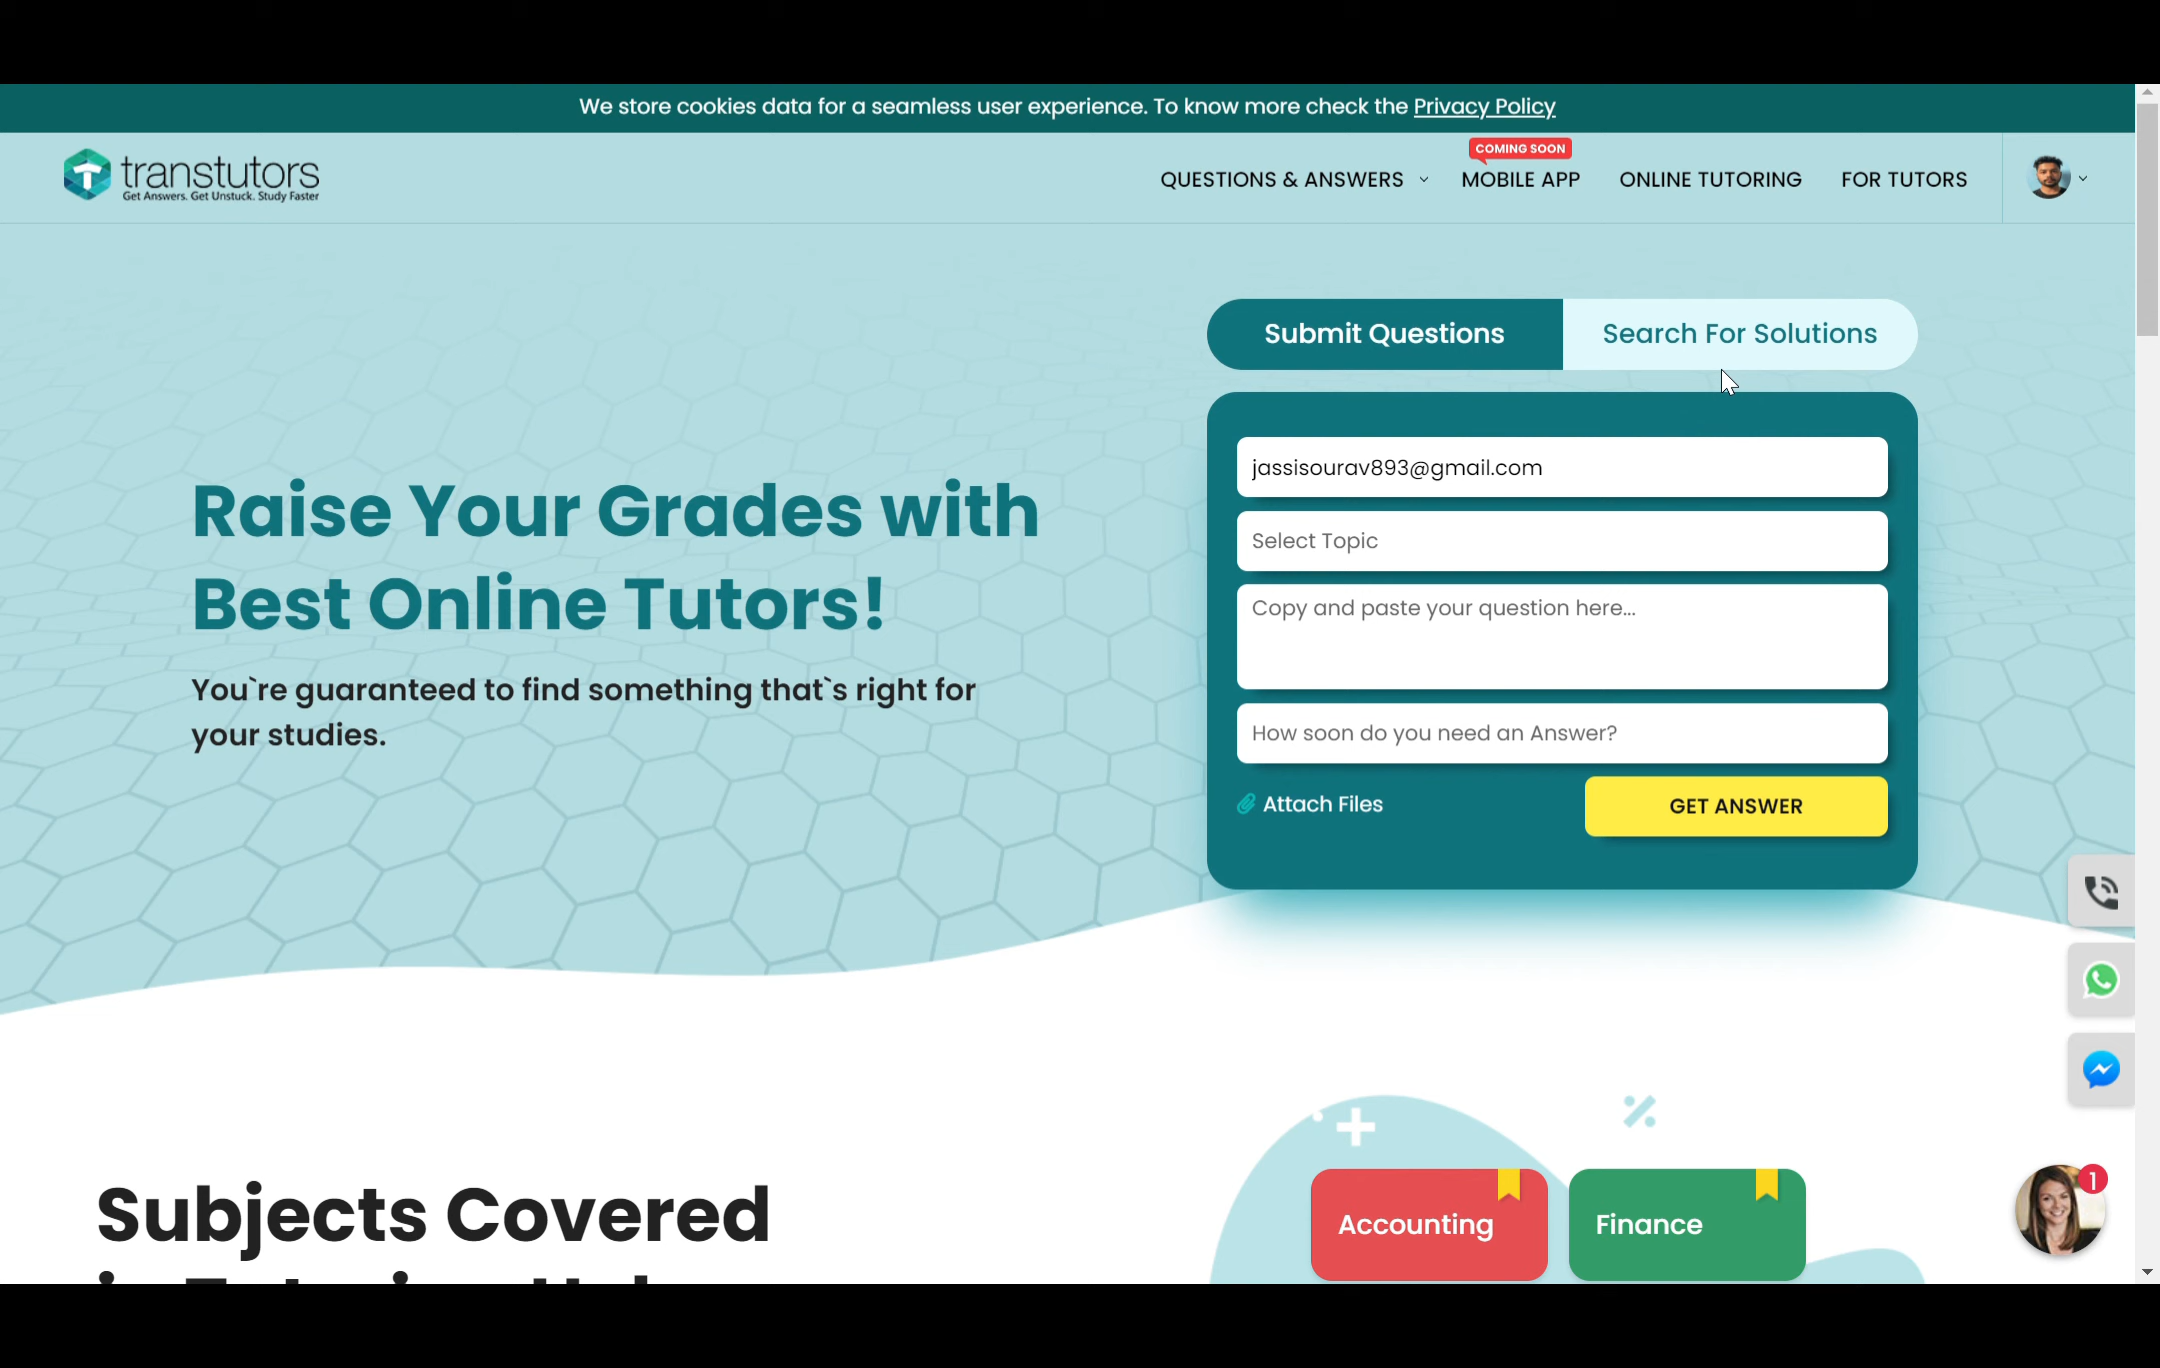 We store cookies data for a seamless user experience. To know more check the Privacy Policy
transtutors
Get Answers. Get Unstuck. Study Faster
QUESTIONS & ANSWERS
COMING SOON
MOBILE APP
ONLINE TUTORING
FOR TUTORS
Submit Questions
Search For Solutions
jassisourav893@gmail.com
Select Topic
Copy and paste your question here...
How soon do you need an Answer?
Attach Files
GET ANSWER
Raise Your Grades with
Best Online Tutors!
You`re guaranteed to find something that`s right for
your studies.
1
Subjects Covered
Accounting
Finance